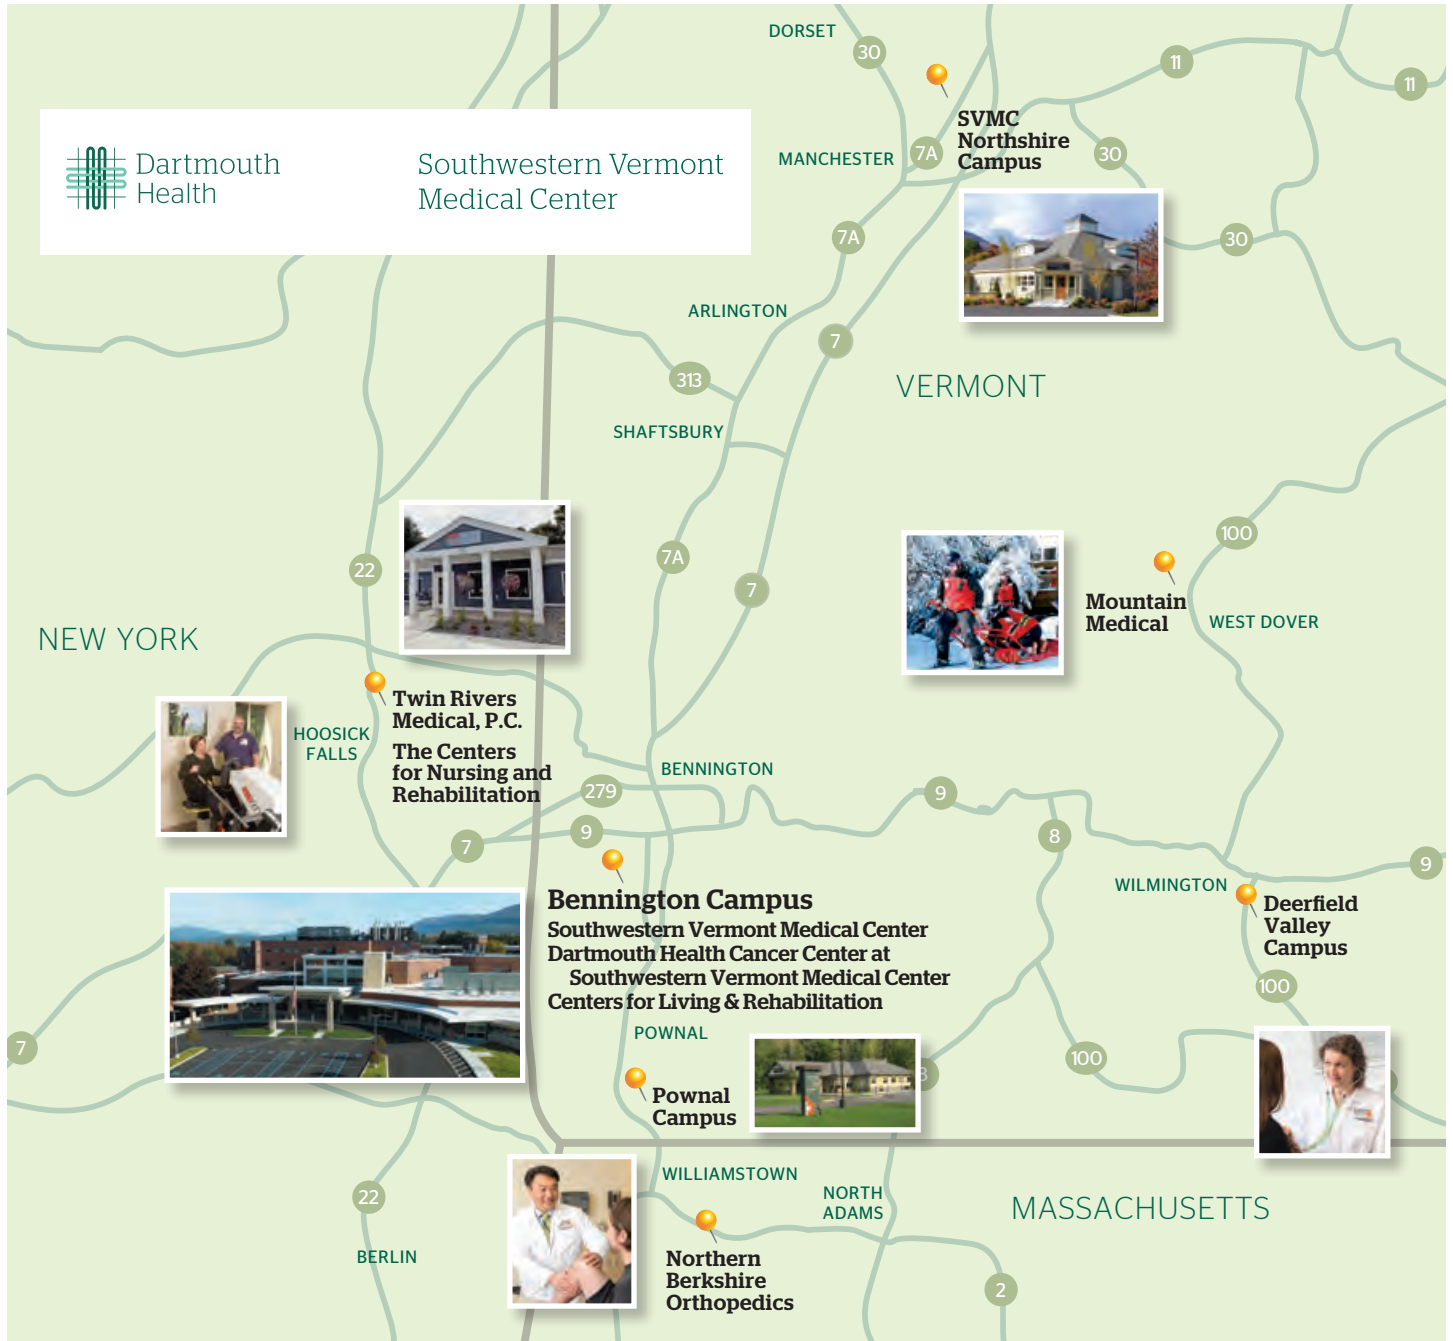 DORSET
30
11
11
SVMC
Northshire
Campus
Dartmouth
Health
Southwestern Vermont
Medical Center
MANCHESTER
7A
30
7A
30
ARLINGTON
7
313
VERMONT
SHAFTSBURY
100
22
7A
7
Mountain
Medical
WEST DOVER
NEW YORK
Twin Rivers
Medical, P.C.
HOOSICK
FALLS
The Centers
for Nursing and
Rehabilitation
BENNINGTON
279
9
9
7
8
9
Bennington Campus
Southwestern Vermont Medical Center
Dartmouth Health Cancer Center at
Southwestern Vermont Medical Center
Centers for Living & Rehabilitation
WILMINGTON
Deerfield
Valley
Campus
100
7
POWNAL
100
8
Pownal
Campus
WILLIAMSTOWN
22
NORTH
ADAMS
MASSACHUSETTS
BERLIN
Northern
Berkshire
Orthopedics
2